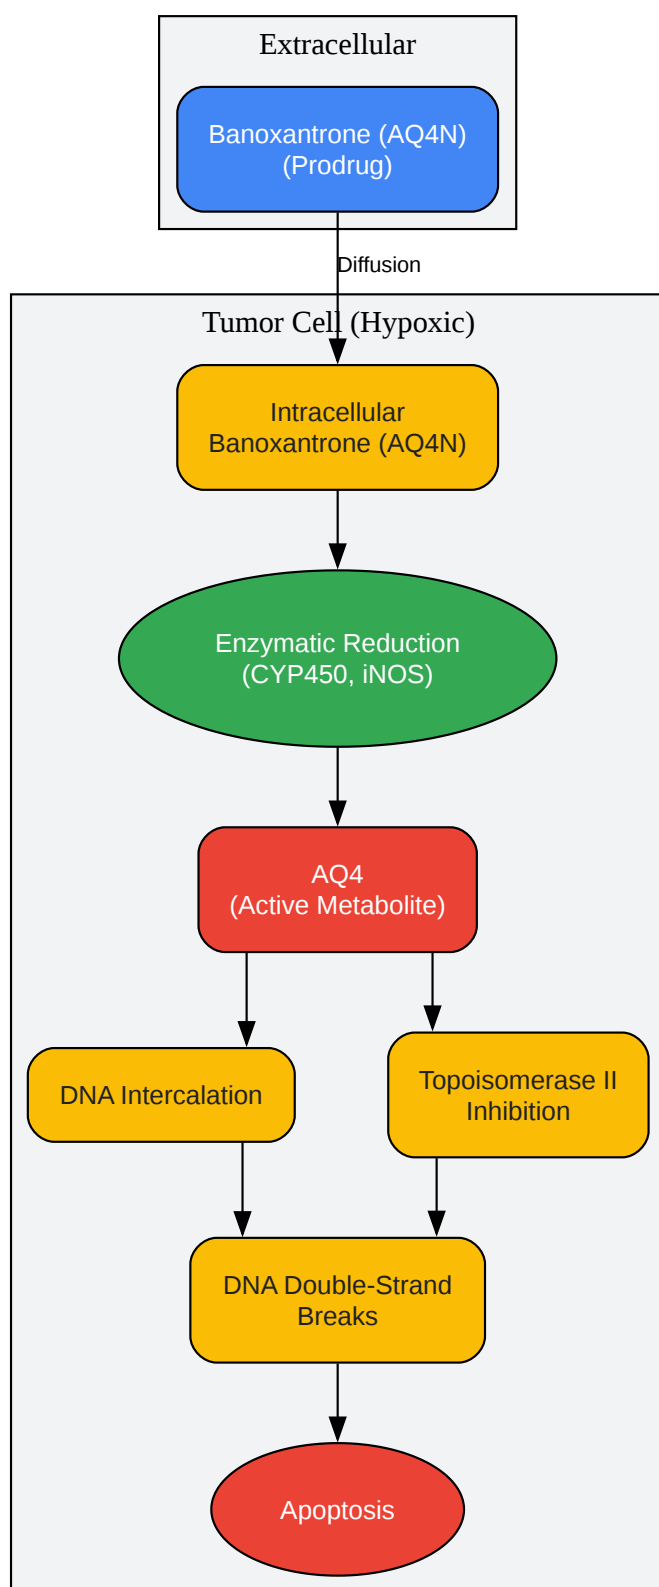 Extracellular
Banoxantrone (AQ4N)
(Prodrug)
Diffusion
Tumor Cell (Hypoxic)
Intracellular
Banoxantrone (AQ4N)
Enzymatic Reduction
(CYP450, iNOS)
AQ4
(Active Metabolite)
DNA Intercalation
Topoisomerase II
Inhibition
DNA Double-Strand
Breaks
Apoptosis